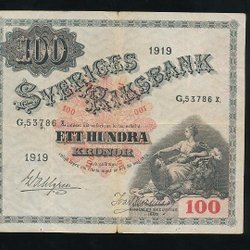 100
1919
SVERIGES
RIKSBANK
G,53786 X.
100 100
G,53786 X.
ETT HUNDRA
KRONOR
1919
100